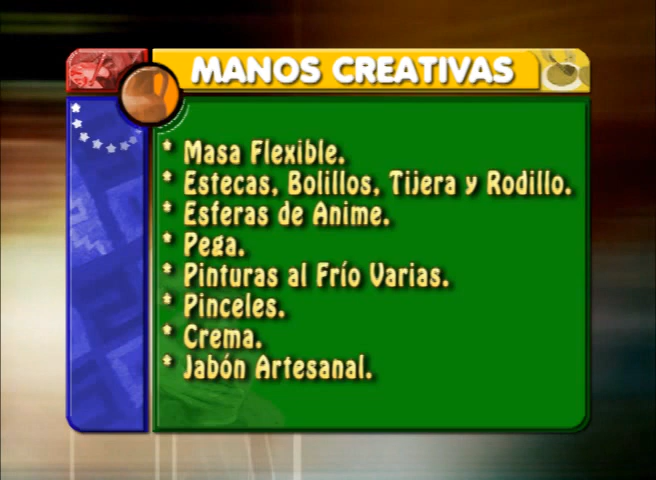 MANOS CREATIVAS
* Masa Flexible.
* Estecas, Bolillos, Tijera y Rodillo.
* Esferas de Anime.
* Pega.
* Pinturas al Frío Varias.
* Pinceles.
* Crema.
* Jabón Artesanal.